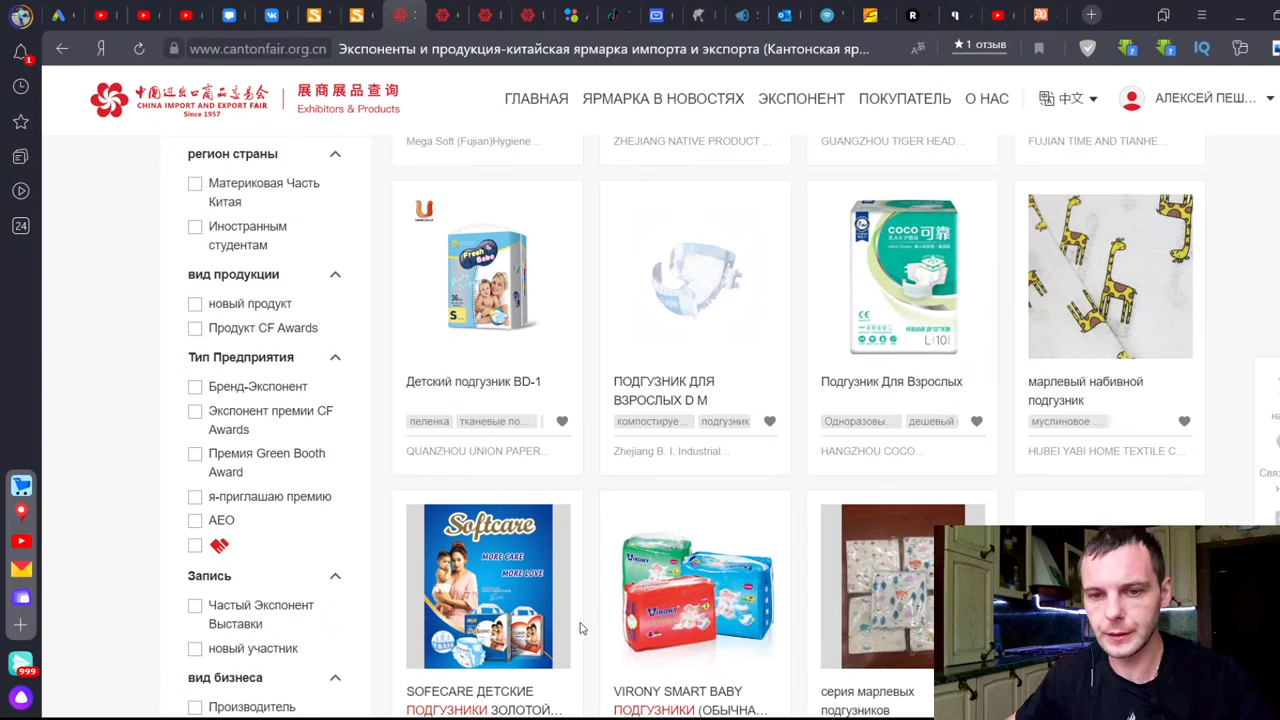 www.cantonfair.org.cn
Экспоненты и продукция-китайская ярмарка импорта и экспорта (Кантонская яр...
1 отзыв
IQ
1
中国进出口商品交易会
CHINA IMPORT AND EXPORT FAIR
Since 1957
展商展品查询
Exhibitors & Products
ГЛАВНАЯ
ЯРМАРКА В НОВОСТЯХ
ЭКСПОНЕНТ
ПОКУПАТЕЛЬ
О НАС
中文
АЛЕКСЕЙ ПЕШ...
24
999
регион страны
Материковая Часть
Китая
Иностранным
студентам
вид продукции
новый продукт
Продукт CF Awards
Тип Предприятия
Бренд-Экспонент
Экспонент премии CF
Awards
Премия Green Booth
Award
я-приглашаю премию
AEO
Запись
Частый Экспонент
Выставки
новый участник
вид бизнеса
Производитель
Mega Soft (Fujian)Hygiene...
ZHEJIANG NATIVE PRODUCT ...
GUANGZHOU TIGER HEAD...
FUJIAN TIME AND TIANHE...
Fresh
Bebe
S
Детский подгузник BD-1
пеленка
тканевые по...
QUANZHOU UNION PAPER...
ПОДГУЗНИК ДЛЯ
ВЗРОСЛЫХ D M
компостируе...
подгузник
Zhejiang B. I. Industrial...
COCO
可靠
L
10
Подгузник Для Взрослых
Одноразовы...
дешевый
HANGZHOU COCO...
марлевый набивной
подгузник
муслиновое ...
HUBEI YABI HOME TEXTILE C...
Softcare
MORE CARE
MORE LOVE
SOFECARE ДЕТСКИЕ
ПОДГУЗНИКИ ЗОЛОТОЙ...
VIRONY
VIRONY SMART BABY
ПОДГУЗНИКИ (ОБЫЧНА...
серия марлевых
подгузников